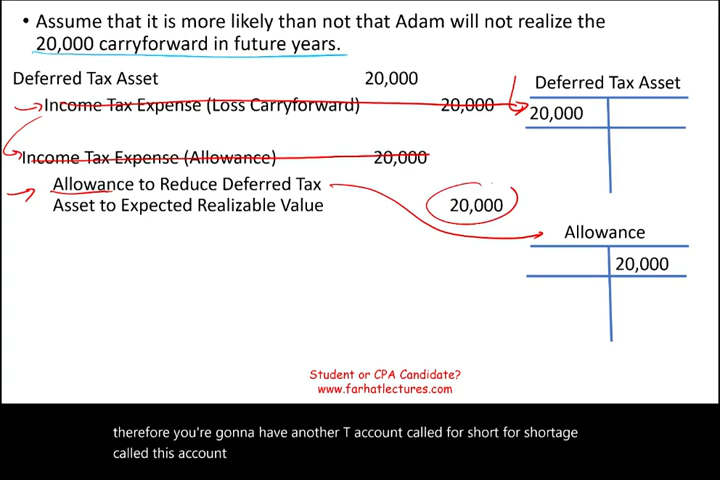 • Assume that it is more likely than not that Adam will not realize the
20,000 carryforward in future years.
Deferred Tax Asset 20,000
Income Tax Expense (Loss Carryforward) 20,000
Income Tax Expense (Allowance) 20,000
Allowance to Reduce Deferred Tax
Asset to Expected Realizable Value 20,000
Deferred Tax Asset
20,000
Allowance
20,000
Student or CPA Candidate?
www.farhatlectures.com
therefore you're gonna have another T account called for short for shortage
called this account